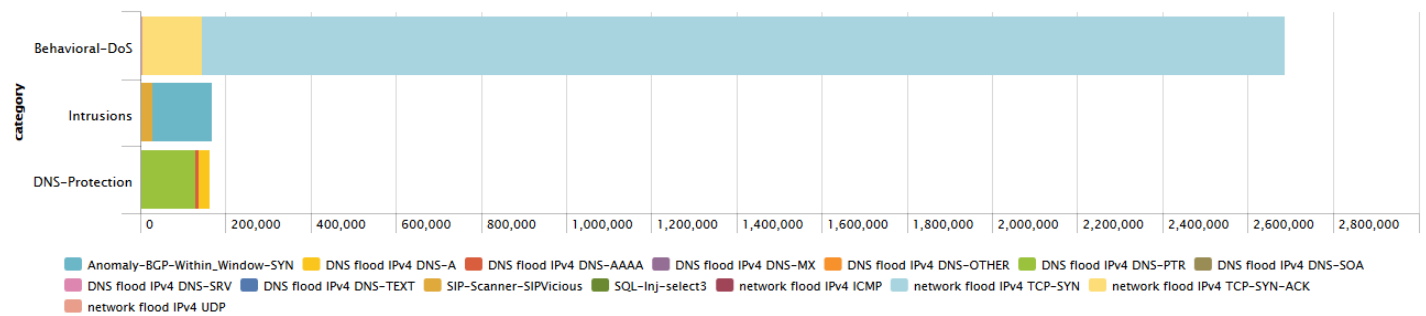 category
Behavioral-DoS
Intrusions
DNS-Protection
0 200,000 400,000 600,000 800,000 1,000,000 1,200,000 1,400,000 1,600,000 1,800,000 2,000,000 2,200,000 2,400,000 2,600,000 2,800,000
Anomaly-BGP-Within_Window-SYN DNS flood IPv4 DNS-A DNS flood IPv4 DNS-AAAA DNS flood IPv4 DNS-MX DNS flood IPv4 DNS-OTHER DNS flood IPv4 DNS-PTR DNS flood IPv4 DNS-SOA
DNS flood IPv4 DNS-SRV DNS flood IPv4 DNS-TEXT SIP-Scanner-SIPVicious SQL-Inj-select3 network flood IPv4 ICMP network flood IPv4 TCP-SYN network flood IPv4 TCP-SYN-ACK
network flood IPv4 UDP